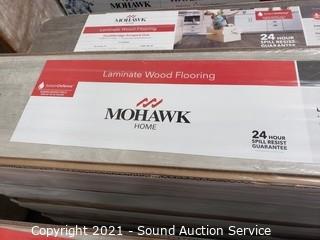 Laminate Wood Flooring
24 HOUR
SPILL RESIST
GUARANTEE
Laminate Wood Flooring
MOHAWK
HOME
24 HOUR
SPILL RESIST
GUARANTEE
Copyright 2021 - Sound Auction Service